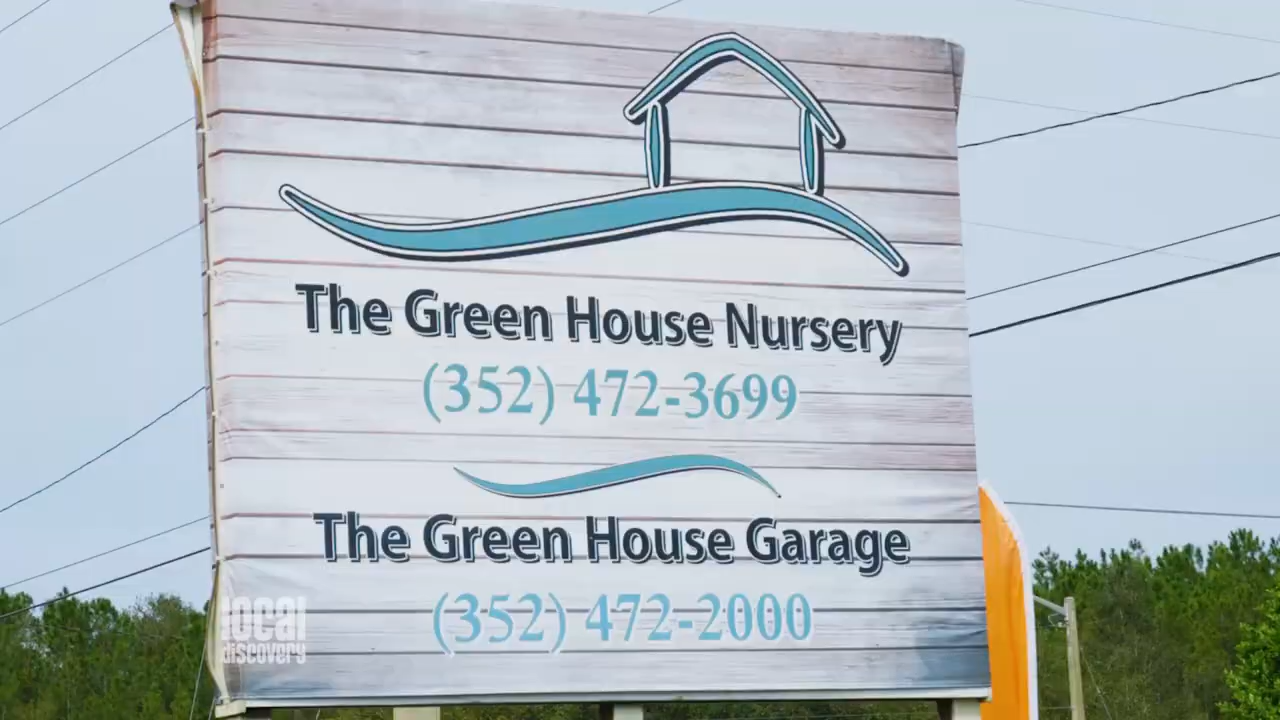 The Green House Nursery
(352) 472-3699
The Green House Garage
(352) 472-2000
local
discovery